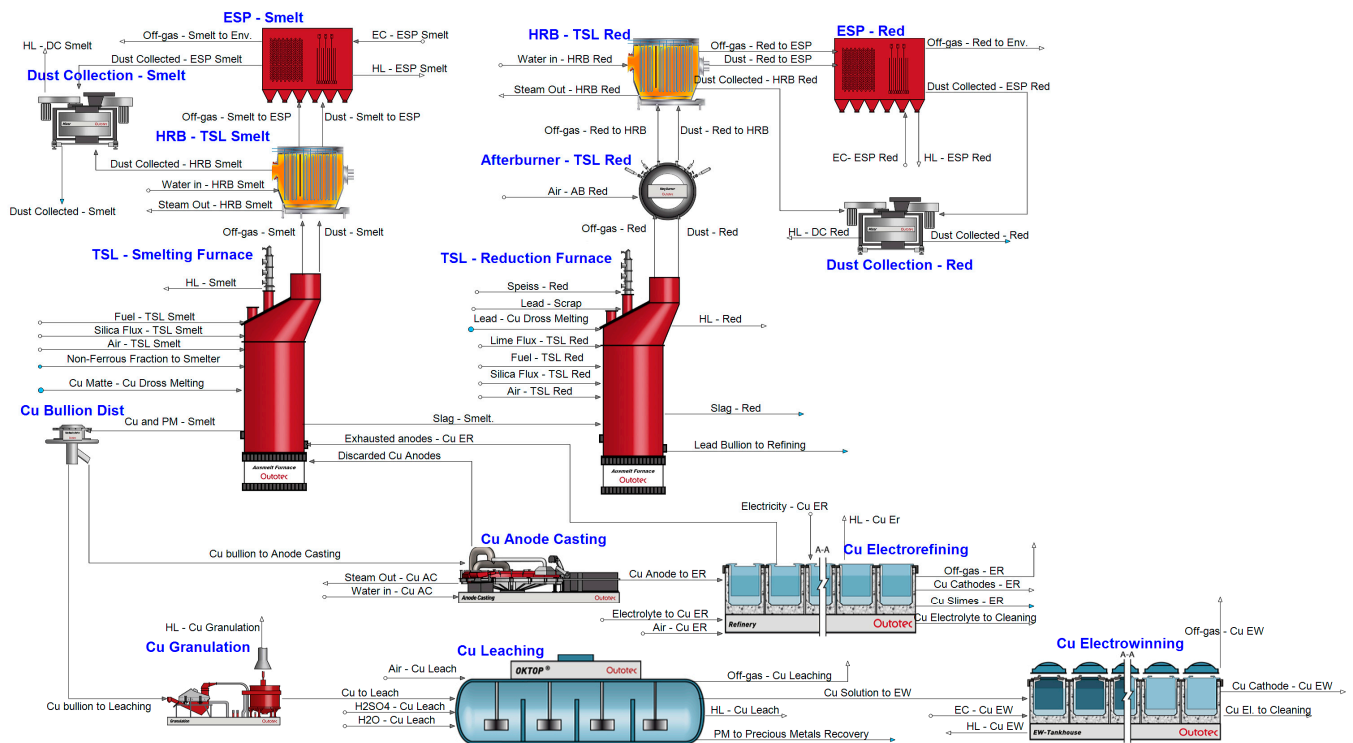 ESP - Smelt
Off-gas - Smelt to Env.
EC - ESP Smelt
HL - DC Smelt
Dust Collected - ESP Smelt
HL - ESP Smelt
Dust Collection - Smelt
Mixer
Outotec
Off-gas - Smelt to ESP
Dust - Smelt to ESP
HRB - TSL Smelt
Dust Collected - HRB Smelt
Water in - HRB Smelt
Steam Out - HRB Smelt
Dust Collected - Smelt
Off-gas - Smelt
Dust - Smelt
TSL - Smelting Furnace
HL - Smelt
Fuel - TSL Smelt
Silica Flux - TSL Smelt
Air - TSL Smelt
Non-Ferrous Fraction to Smelter
Cu Matte - Cu Dross Melting
Cu Bullion Dist
Cu and PM - Smelt
Slag - Smelt.
Exhausted anodes - Cu ER
Discarded Cu Anodes
Ausmelt Furnace
Outotec
HRB - TSL Red
Off-gas - Red to ESP
Water in - HRB Red
Dust - Red to ESP
Dust Collected - HRB Red
Steam Out - HRB Red
ESP - Red
Off-gas - Red to Env.
Dust Collected - ESP Red
Off-gas - Red to HRB
Dust - Red to HRB
EC- ESP Red
HL - ESP Red
Afterburner - TSL Red
Air - AB Red
Off-gas - Red
Dust - Red
HL - DC Red
Mixer
Outotec
Dust Collected - Red
Dust Collection - Red
TSL - Reduction Furnace
Speiss - Red
Lead - Scrap
Lead - Cu Dross Melting
HL - Red
Lime Flux - TSL Red
Fuel - TSL Red
Silica Flux - TSL Red
Air - TSL Red
Slag - Red
Lead Bullion to Refining
Ausmelt Furnace
Outotec
Electricity - Cu ER
HL - Cu Er
Cu Anode Casting
A-A
Cu Electrorefining
Cu bullion to Anode Casting
Steam Out - Cu AC
Water in - Cu AC
Anode Casting
Outotec
Cu Anode to ER
Off-gas - ER
Cu Cathodes - ER
Cu Slimes - ER
Electrolyte to Cu ER
Cu Electrolyte to Cleaning
Air - Cu ER
Refinery
Outotec
HL - Cu Granulation
Cu Granulation
Cu bullion to Leaching
Granulation
Outotec
Cu Leaching
Air - Cu Leach
OKTOP ®
Outotec
Off-gas - Cu Leaching
Cu to Leach
H2SO4 - Cu Leach
H2O - Cu Leach
Cu Solution to EW
HL - Cu Leach
PM to Precious Metals Recovery
Off-gas - Cu EW
Cu Electrowinning
A-A
Cu Cathode - Cu EW
EC - Cu EW
Cu El. to Cleaning
HL - Cu EW
EW-Tankhouse
Outotec